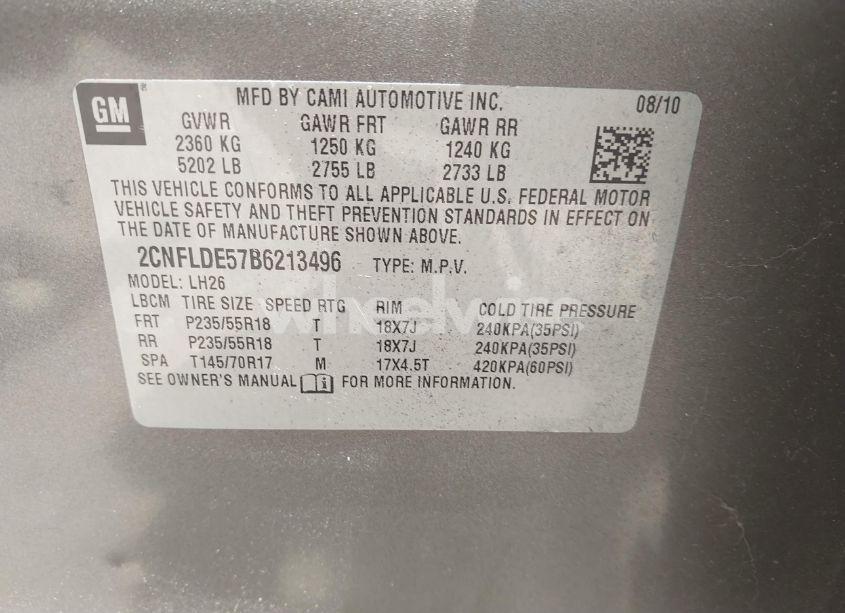 GM
MFD BY CAMI AUTOMOTIVE INC. 08/10
GVWR GAWR FRT GAWR RR
2360 KG 1250 KG 1240 KG
5202 LB 2755 LB 2733 LB
THIS VEHICLE CONFORMS TO ALL APPLICABLE U.S. FEDERAL MOTOR
VEHICLE SAFETY AND THEFT PREVENTION STANDARDS IN EFFECT ON
THE DATE OF MANUFACTURE SHOWN ABOVE.
2CNFLDE57B6213496 TYPE: M.P.V.
MODEL: LH26
LBCM TIRE SIZE SPEED RTG RIM COLD TIRE PRESSURE
FRT P235/55R18 T 18X7J 240KPA(35PSI)
RR P235/55R18 T 18X7J 240KPA(35PSI)
SPA T145/70R17 M 17X4.5T 420KPA(60PSI)
SEE OWNER'S MANUAL FOR MORE INFORMATION.